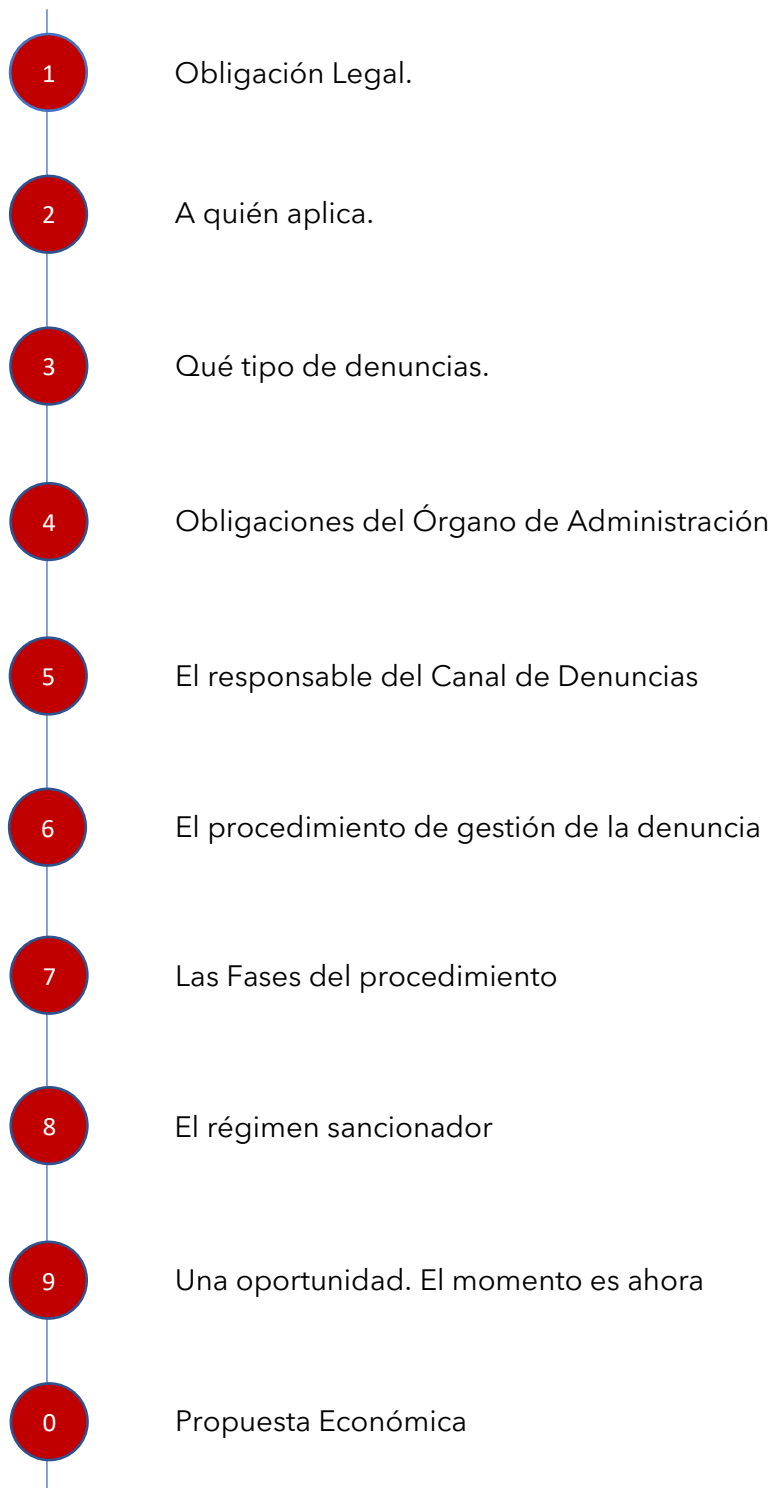 1 Obligación Legal.
2 A quién aplica.
3 Qué tipo de denuncias.
4 Obligaciones del Órgano de Administración
5 El responsable del Canal de Denuncias
6 El procedimiento de gestión de la denuncia
7 Las Fases del procedimiento
8 El régimen sancionador
9 Una oportunidad. El momento es ahora
0 Propuesta Económica